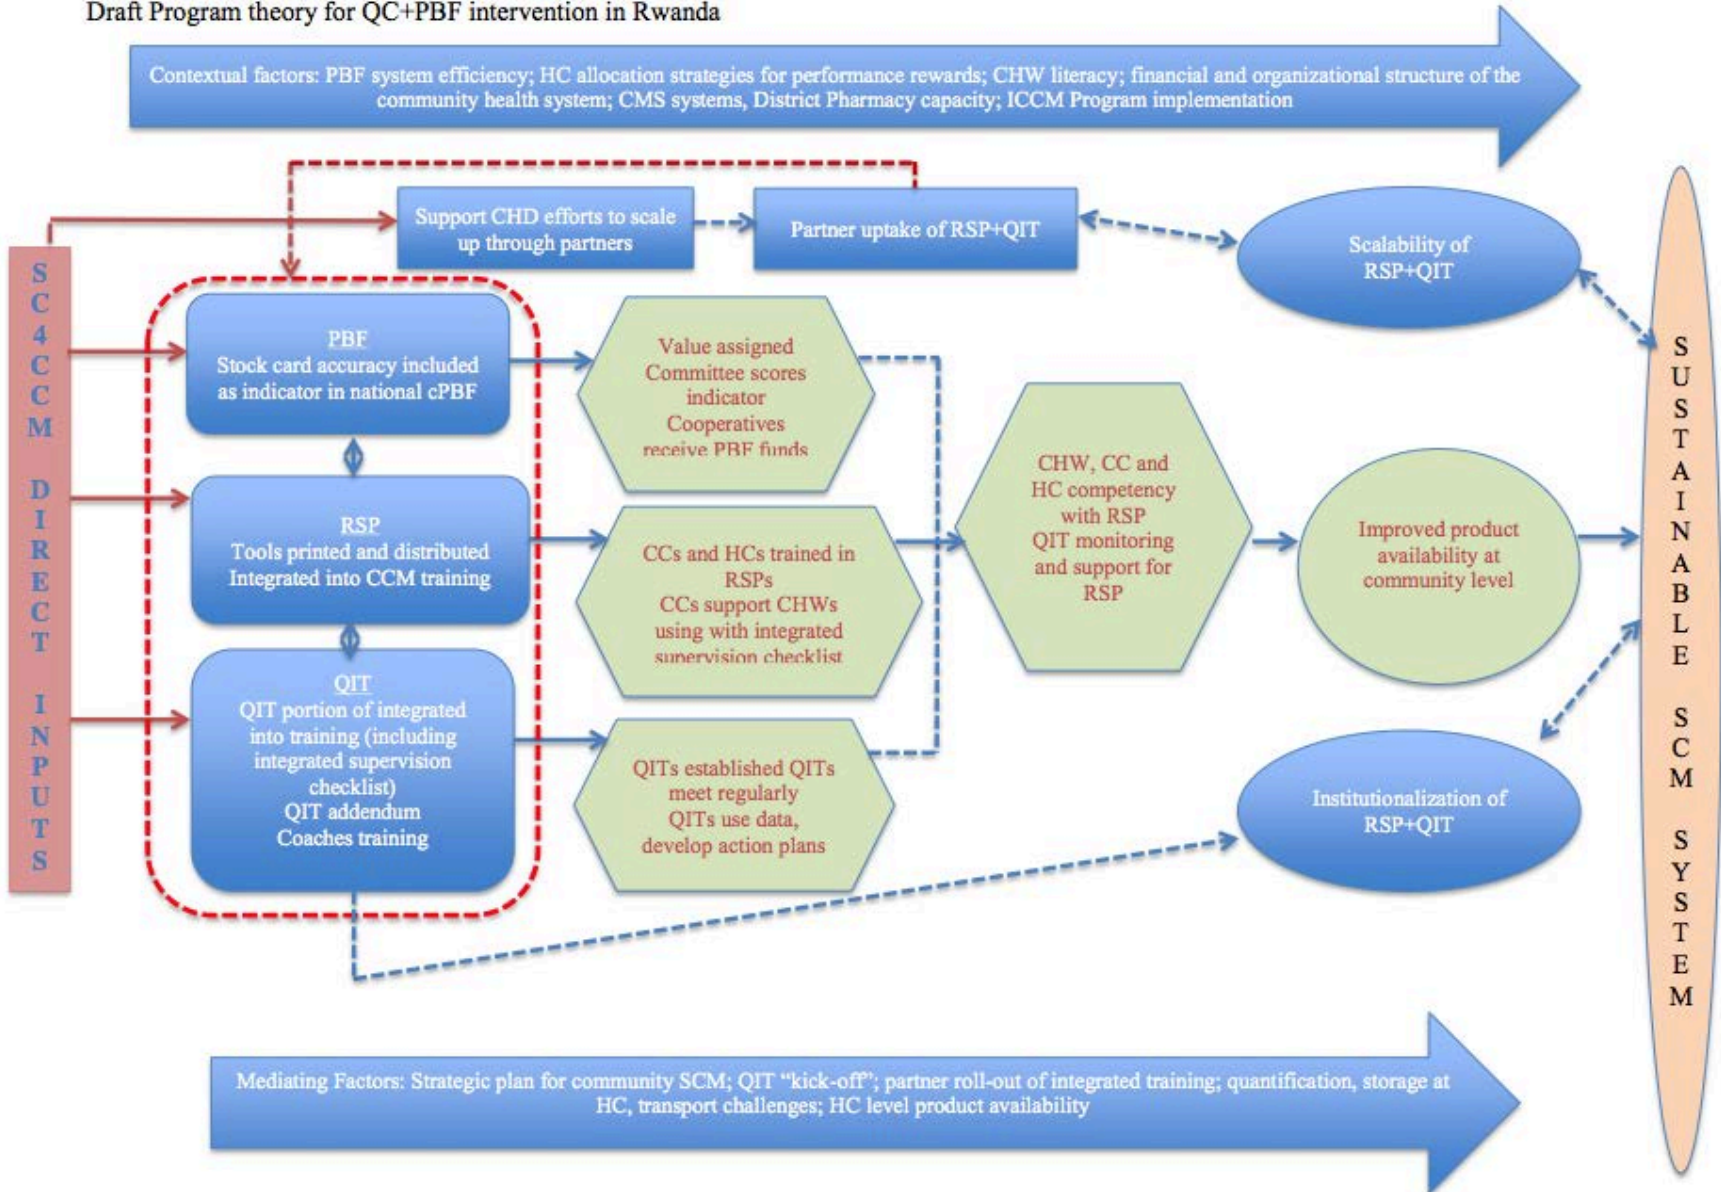 Draft Program theory for QC+PBF intervention in Rwanda
Contextual factors: PBF system efficiency; HC allocation strategies for performance rewards; CHW literacy; financial and organizational structure of the
community health system; CMS systems, District Pharmacy capacity; ICCM Program implementation
Support CHD efforts to scale
up through partners
Partner uptake of RSP+QIT
Scalability of
RSP+QIT
SC4CCM DIRECT INPUTS
PBF
Stock card accuracy included
as indicator in national cPBF
Value assigned
Committee scores
indicator
Cooperatives
receive PBF funds
RSP
Tools printed and distributed
Integrated into CCM training
CCs and HCs trained in
RSPs
CCs support CHWs
using with integrated
supervision checklist
CHW, CC and
HC competency
with RSP
QIT monitoring
and support for
RSP
Improved product
availability at
community level
QIT
QIT portion of integrated
into training (including
integrated supervision
checklist)
QIT addendum
Coaches training
QITs established QITs
meet regularly
QITs use data,
develop action plans
Institutionalization of
RSP+QIT
SUSTAINABLE SCM SYSTEM
Mediating Factors: Strategic plan for community SCM; QIT “kick-off”; partner roll-out of integrated training; quantification, storage at
HC, transport challenges; HC level product availability